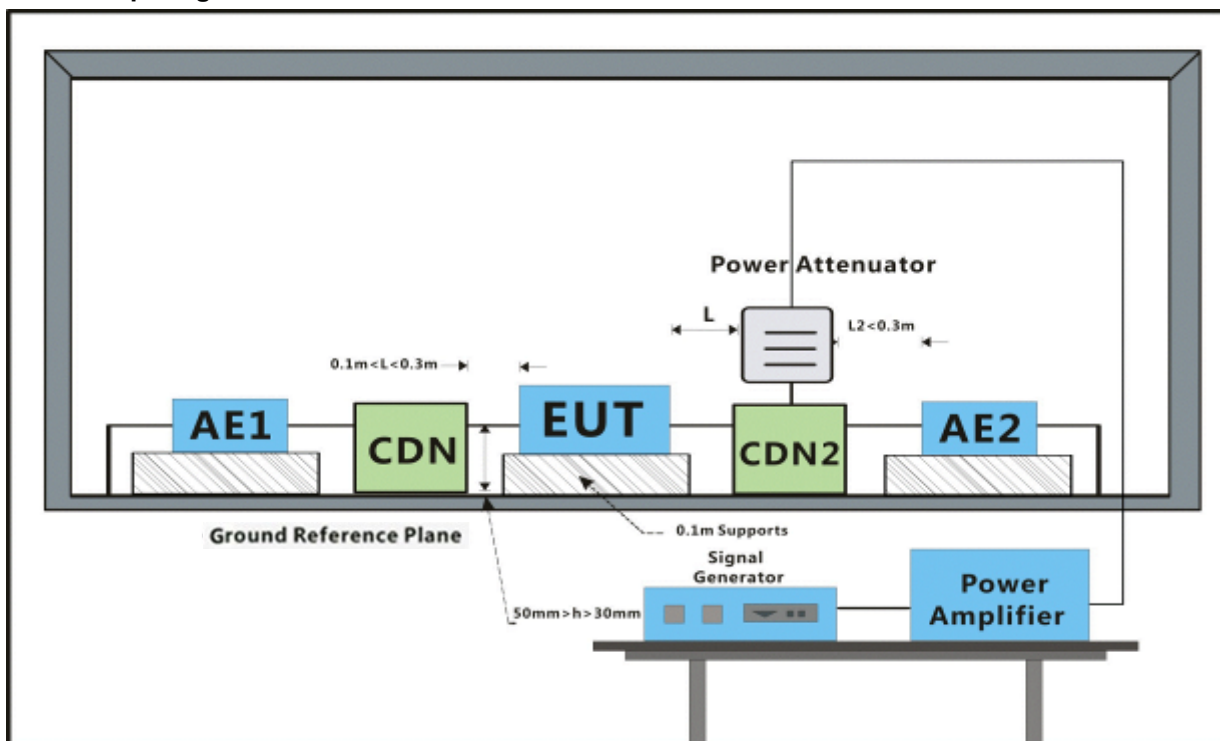 Power Attenuator
L
L2<0.3m
0.1m<L<0.3m
AE1
CDN
EUT
CDN2
AE2
Ground Reference Plane
0.1m Supports
Signal
Generator
50mm>h>30mm
Power
Amplifier